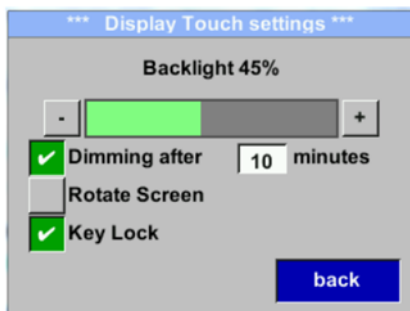 *** Display Touch settings ***
Backlight 45%
- +
Dimming after 10 minutes
Rotate Screen
Key Lock
back